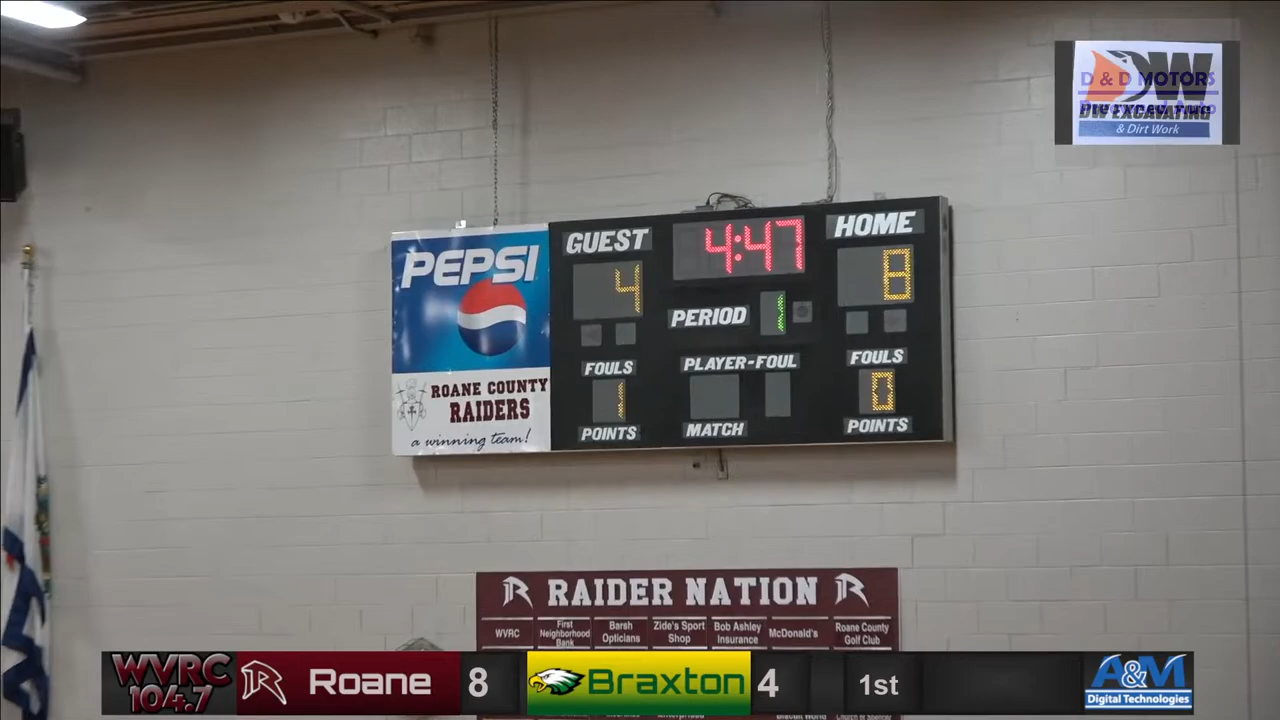 D & D MOTORS
DW
DW EXCAVATING
& Dirt Work
GUEST
4:47
HOME
4
8
PERIOD
1
PEPSI
FOULS
PLAYER-FOUL
FOULS
1
0
POINTS
MATCH
POINTS
ROANE COUNTY
RAIDERS
a winning team!
R RAIDER NATION R
WVRC
First
Neighborhood
Bank
Barsh
Opticians
Zide's Sport
Shop
Bob Ashley
Insurance
McDonald's
Roane County
Golf Club
WVRC
104.7
R Roane 8
Braxton 4
1st
A&M
Digital Technologies